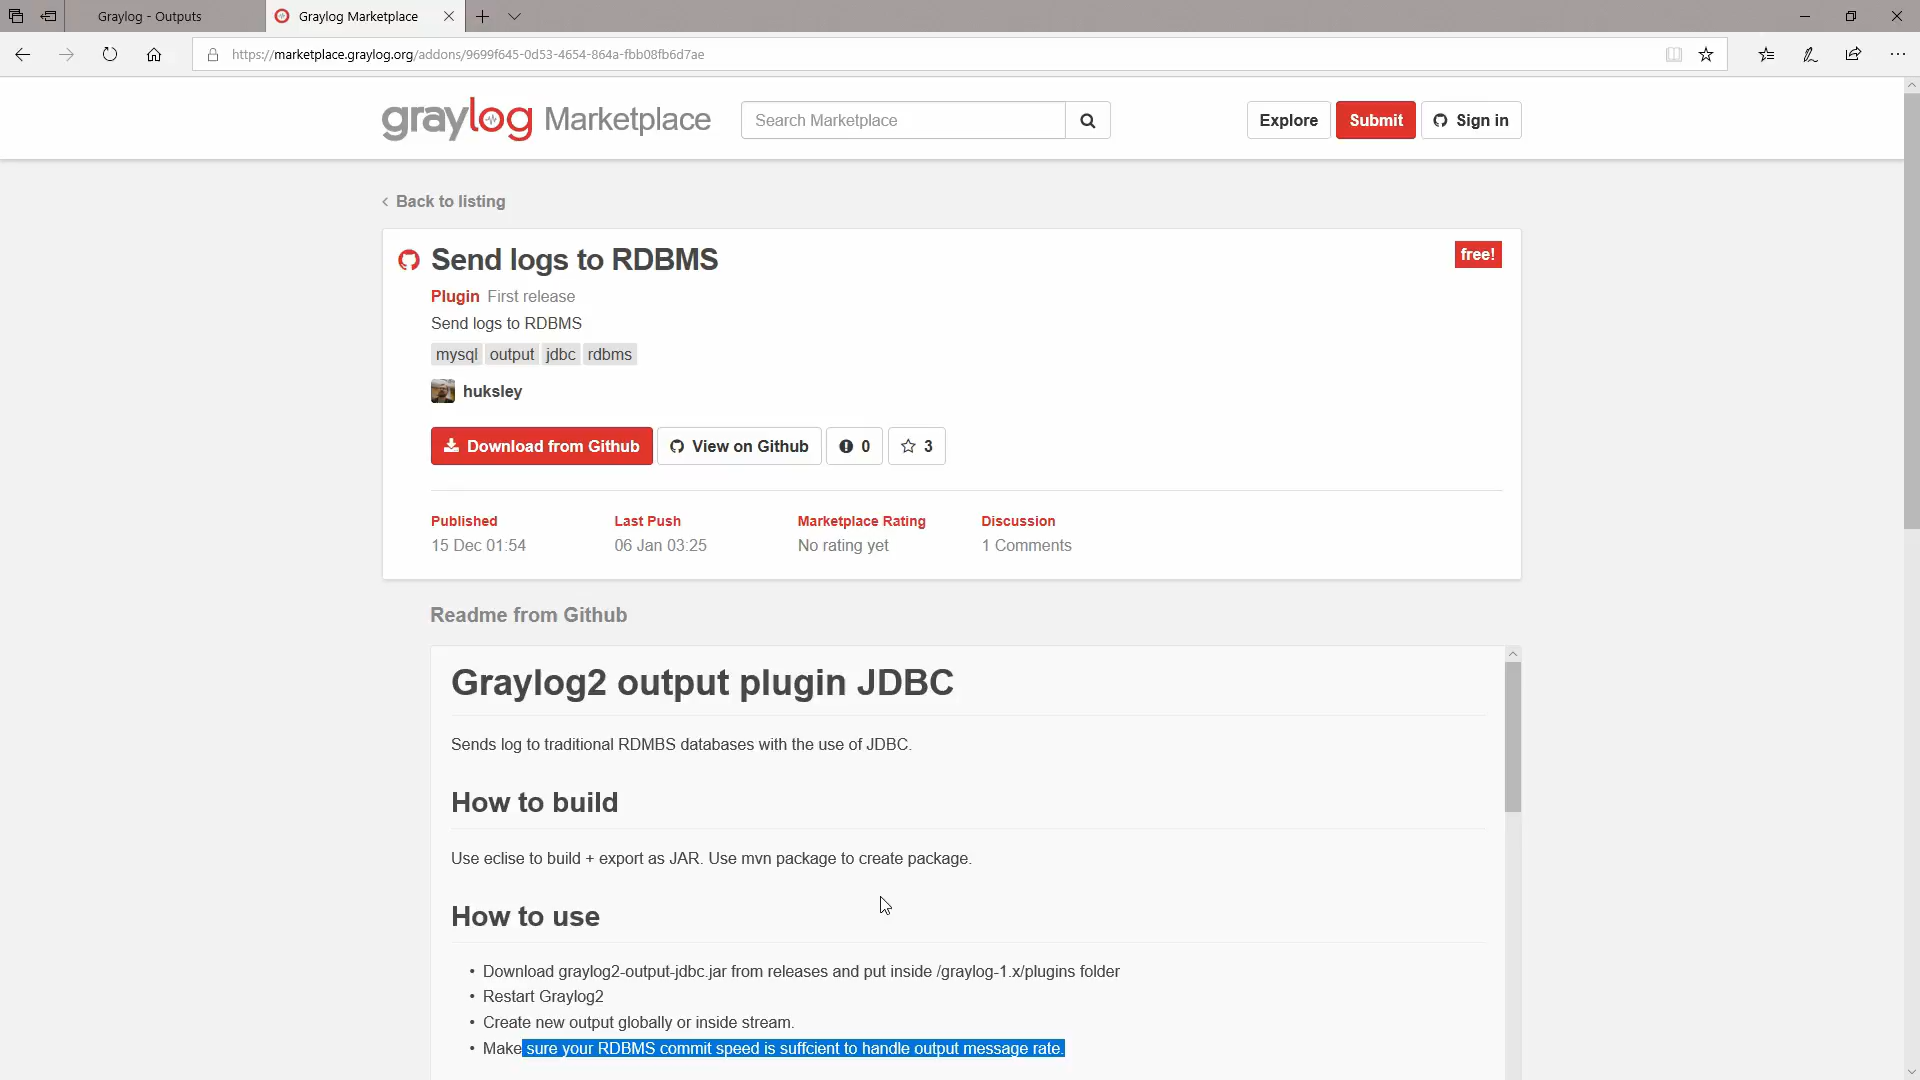 Graylog - Outputs
Graylog Marketplace
https://marketplace.graylog.org/addons/9699f645-0d53-4654-864a-fbb08fb6d7ae
graylog Marketplace
Search Marketplace
Explore
Submit
Sign in
Back to listing
Send logs to RDBMS
free!
Plugin First release
Send logs to RDBMS
mysql output jdbc rdbms
huksley
Download from Github
View on Github
0
3
Published
Last Push
Marketplace Rating
Discussion
15 Dec 01:54
06 Jan 03:25
No rating yet
1 Comments
Readme from Github
Graylog2 output plugin JDBC
Sends log to traditional RDMBS databases with the use of JDBC.
How to build
Use eclise to build + export as JAR. Use mvn package to create package.
How to use
• Download graylog2-output-jdbc.jar from releases and put inside /graylog-1.x/plugins folder
• Restart Graylog2
• Create new output globally or inside stream.
• Make sure your RDBMS commit speed is suffcient to handle output message rate.